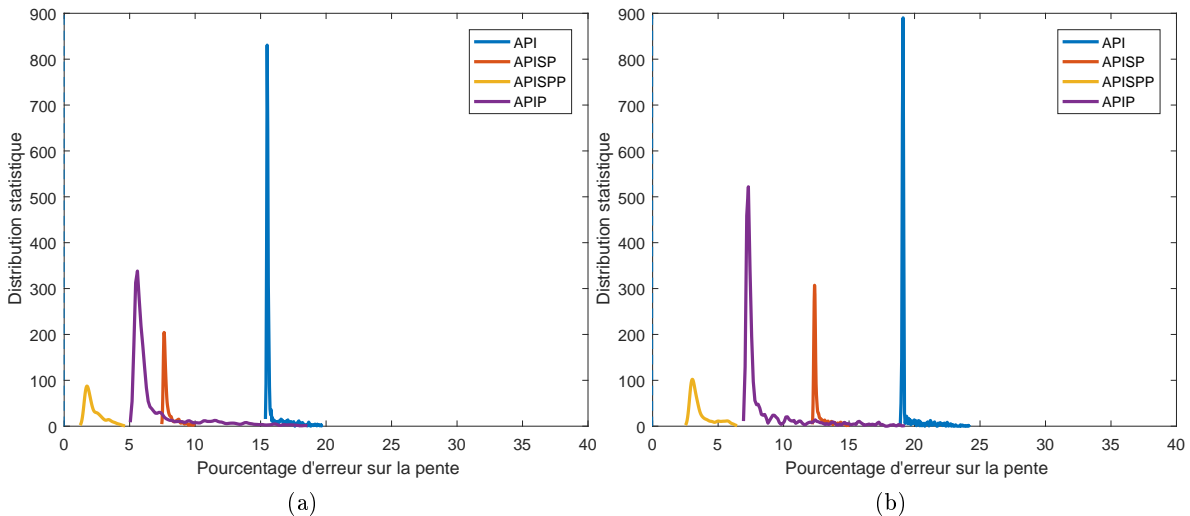 900
800
700
600
500
400
300
200
100
0
Distribution statistique
API
APISP
APISPP
APIP
0 5 10 15 20 25 30 35 40
Pourcentage d'erreur sur la pente
(a)
900
800
700
600
500
400
300
200
100
0
Distribution statistique
API
APISP
APISPP
APIP
0 5 10 15 20 25 30 35 40
Pourcentage d'erreur sur la pente
(b)